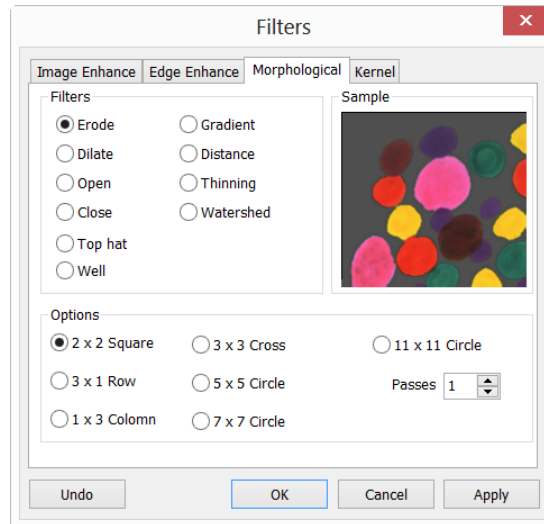 Filters
x
Image Enhance Edge Enhance Morphological Kernel
Filters
Sample
Erode Gradient
Dilate Distance
Open Thinning
Close Watershed
Top hat
Well
Options
2 x 2 Square 3 x 3 Cross 11 x 11 Circle
3 x 1 Row 5 x 5 Circle Passes 1
1 x 3 Colomn 7 x 7 Circle
Undo OK Cancel Apply